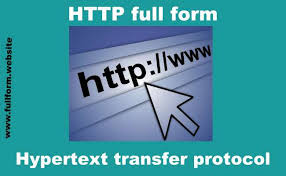 HTTP full form
www.fullform.website
http://www
Hypertext transfer protocol